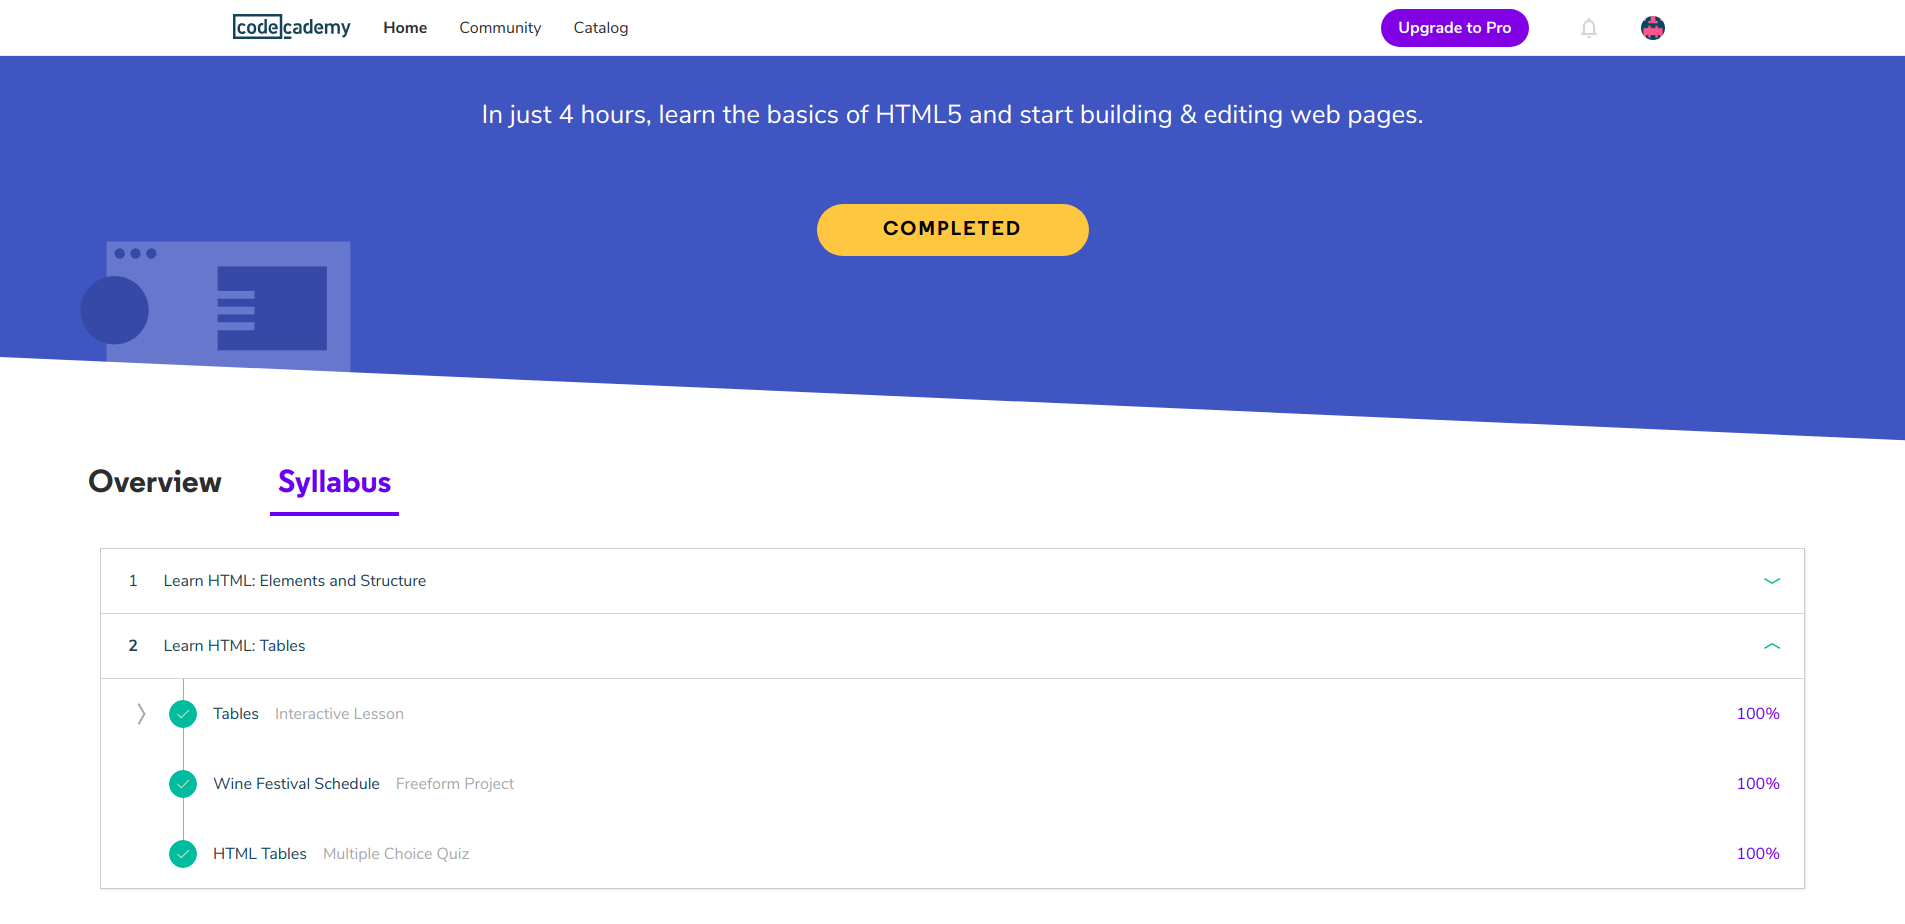 codecademy Home Community Catalog Upgrade to Pro
In just 4 hours, learn the basics of HTML5 and start building & editing web pages.
COMPLETED
Overview Syllabus
1 Learn HTML: Elements and Structure
2 Learn HTML: Tables
Tables Interactive Lesson 100%
Wine Festival Schedule Freeform Project 100%
HTML Tables Multiple Choice Quiz 100%